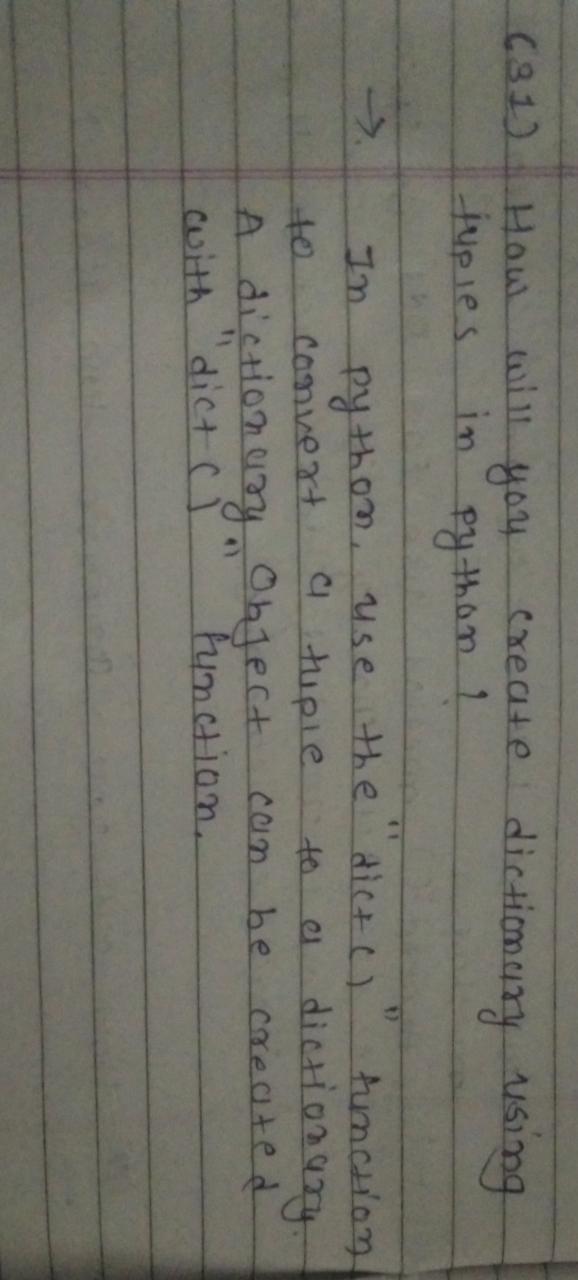 (31) How will you create dictionary using
tuples in python ?
→. In python, use the "dict()" function
to convert a tuple to a dictionary.
A dictionary Object can be created
with "dict()" function.